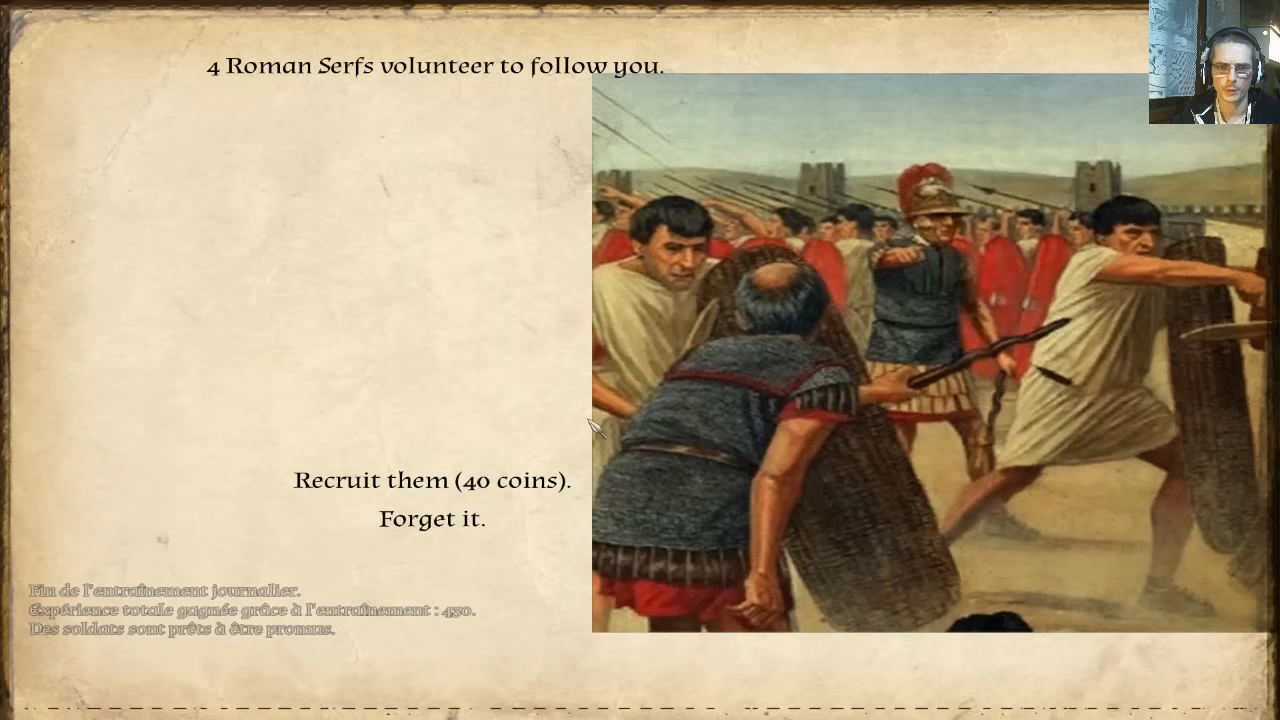 4 Roman Serfs volunteer to follow you.
Recruit them (40 coins).
Forget it.
Fin de l'entraînement journalier.
Expérience totale gagnée grâce à l'entraînement : 450.
Des soldats sont prêts à être promus.